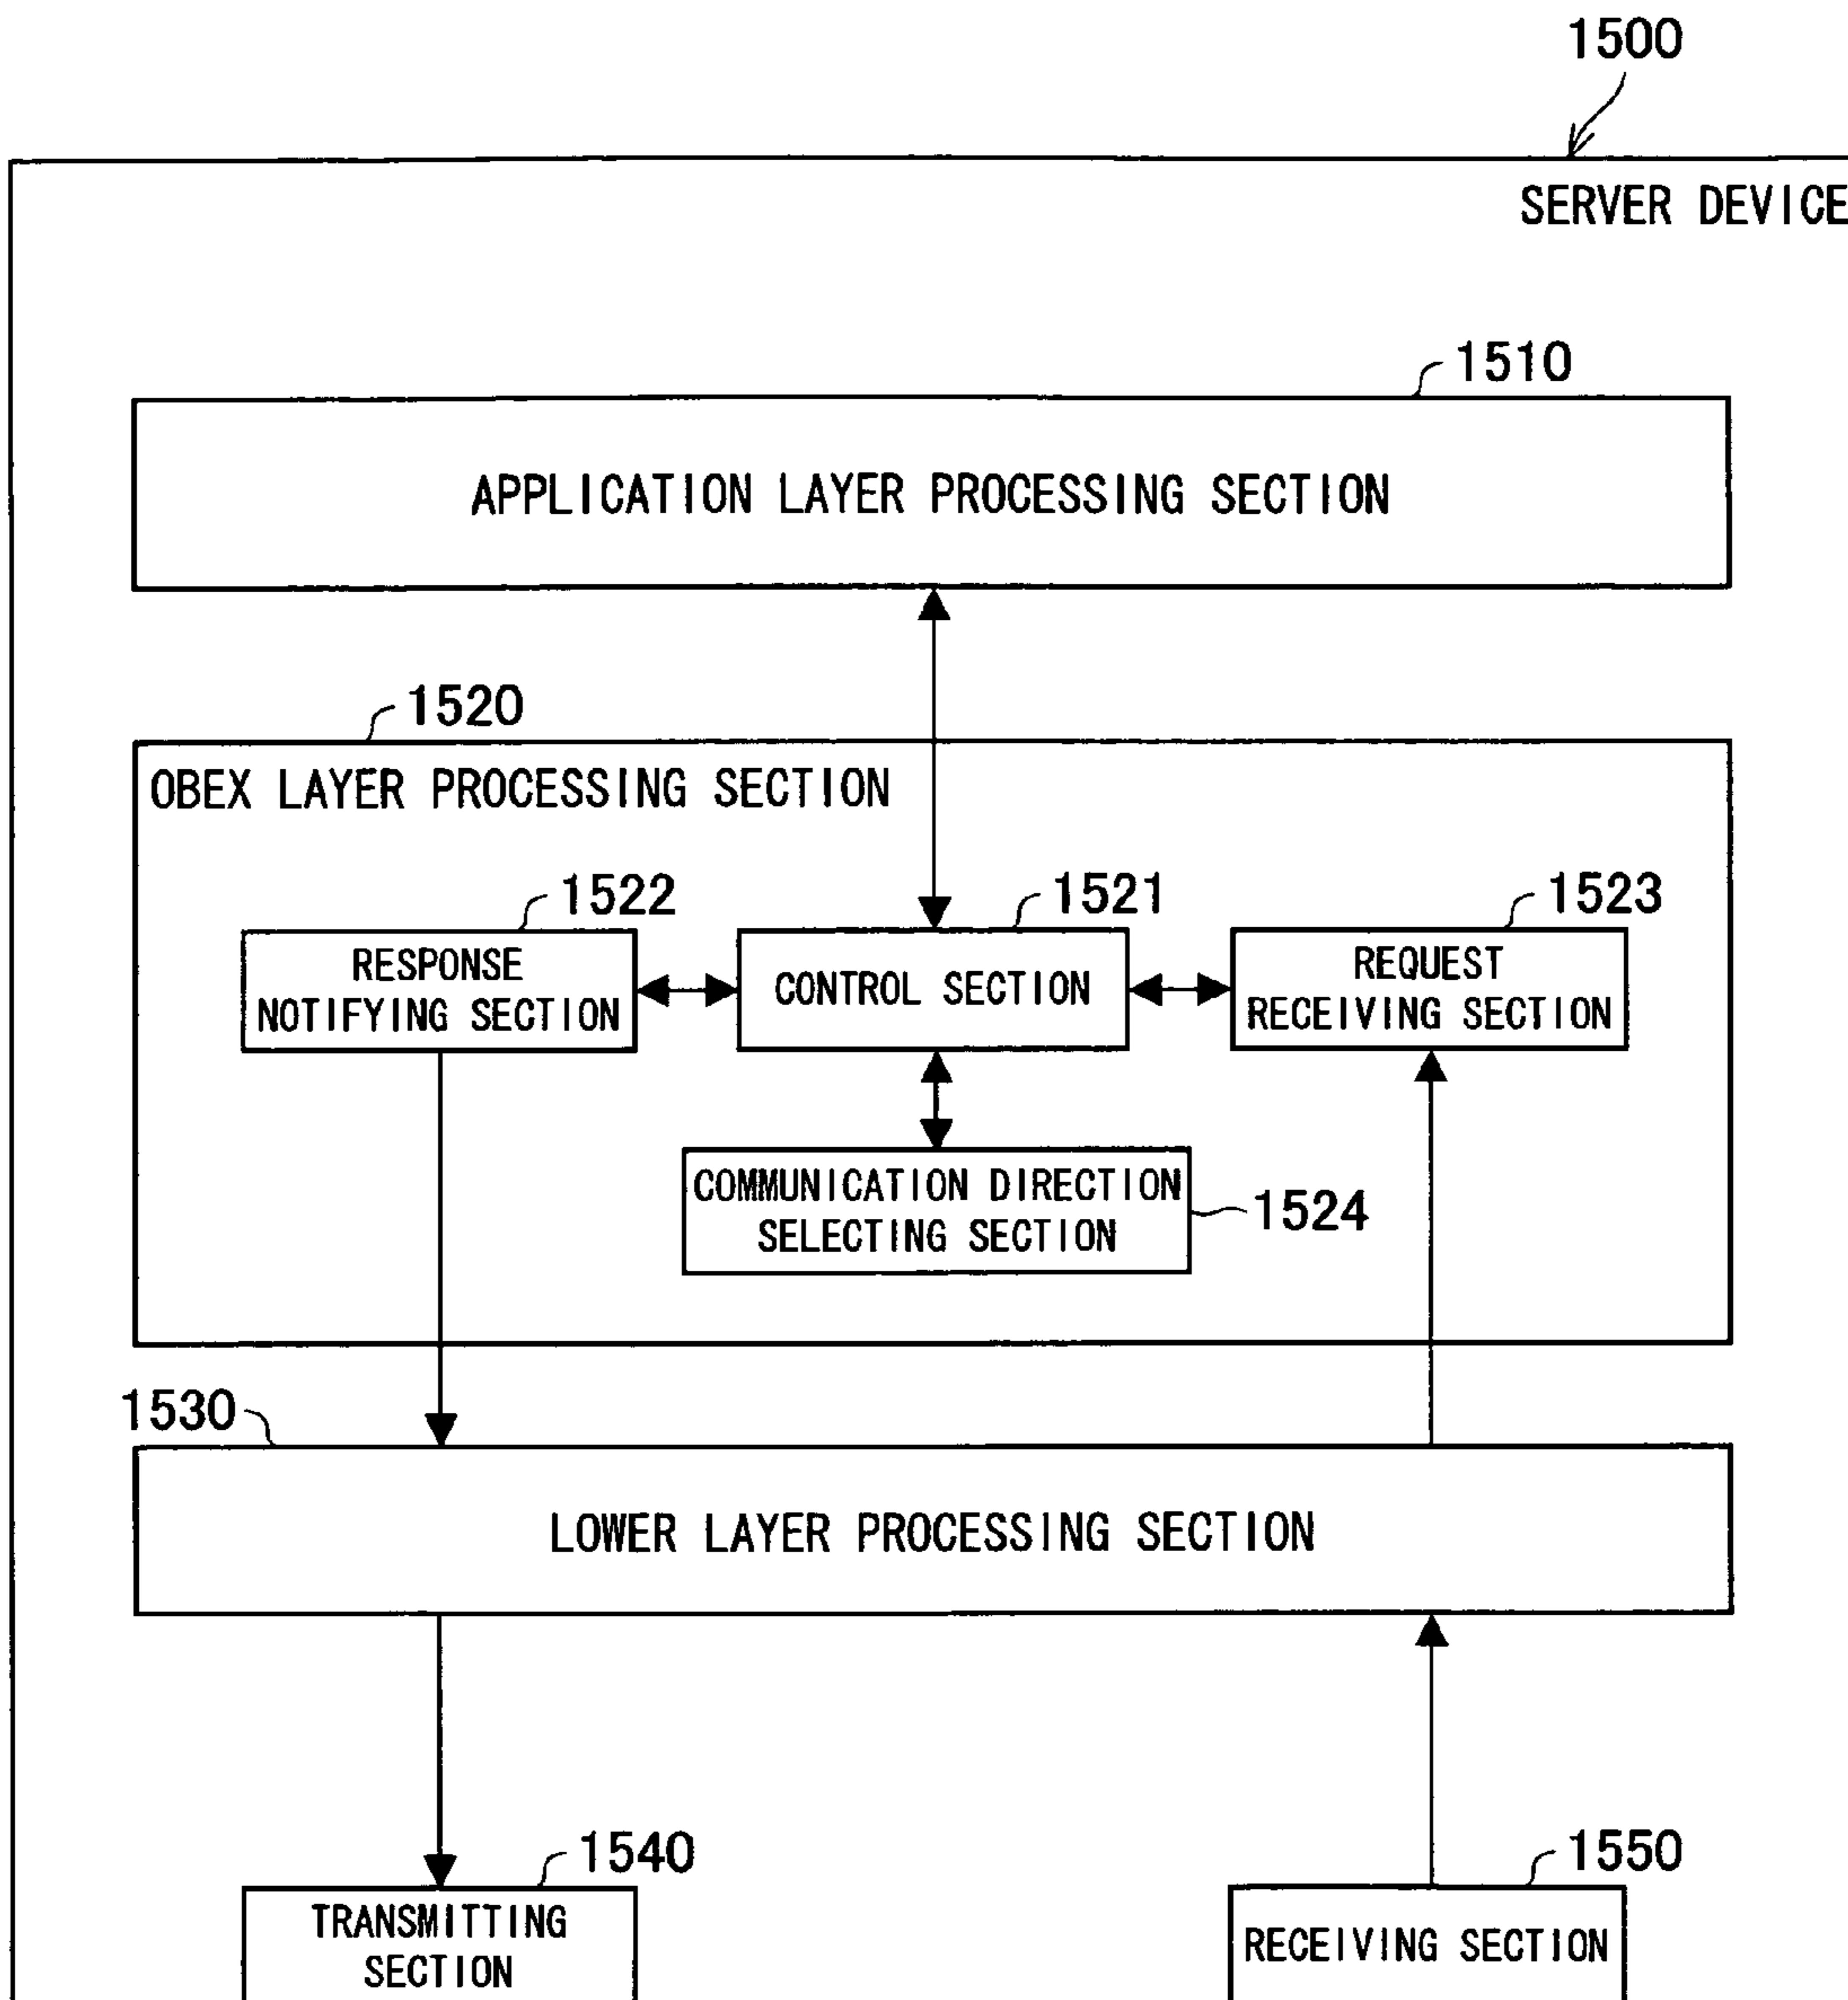 1500
SERVER DEVICE
1510
APPLICATION LAYER PROCESSING SECTION
1520
OBEX LAYER PROCESSING SECTION
1522
1521
1523
RESPONSE
NOTIFYING SECTION
CONTROL SECTION
REQUEST
RECEIVING SECTION
COMMUNICATION DIRECTION
SELECTING SECTION
1524
1530
LOWER LAYER PROCESSING SECTION
1540
1550
TRANSMITTING
SECTION
RECEIVING SECTION